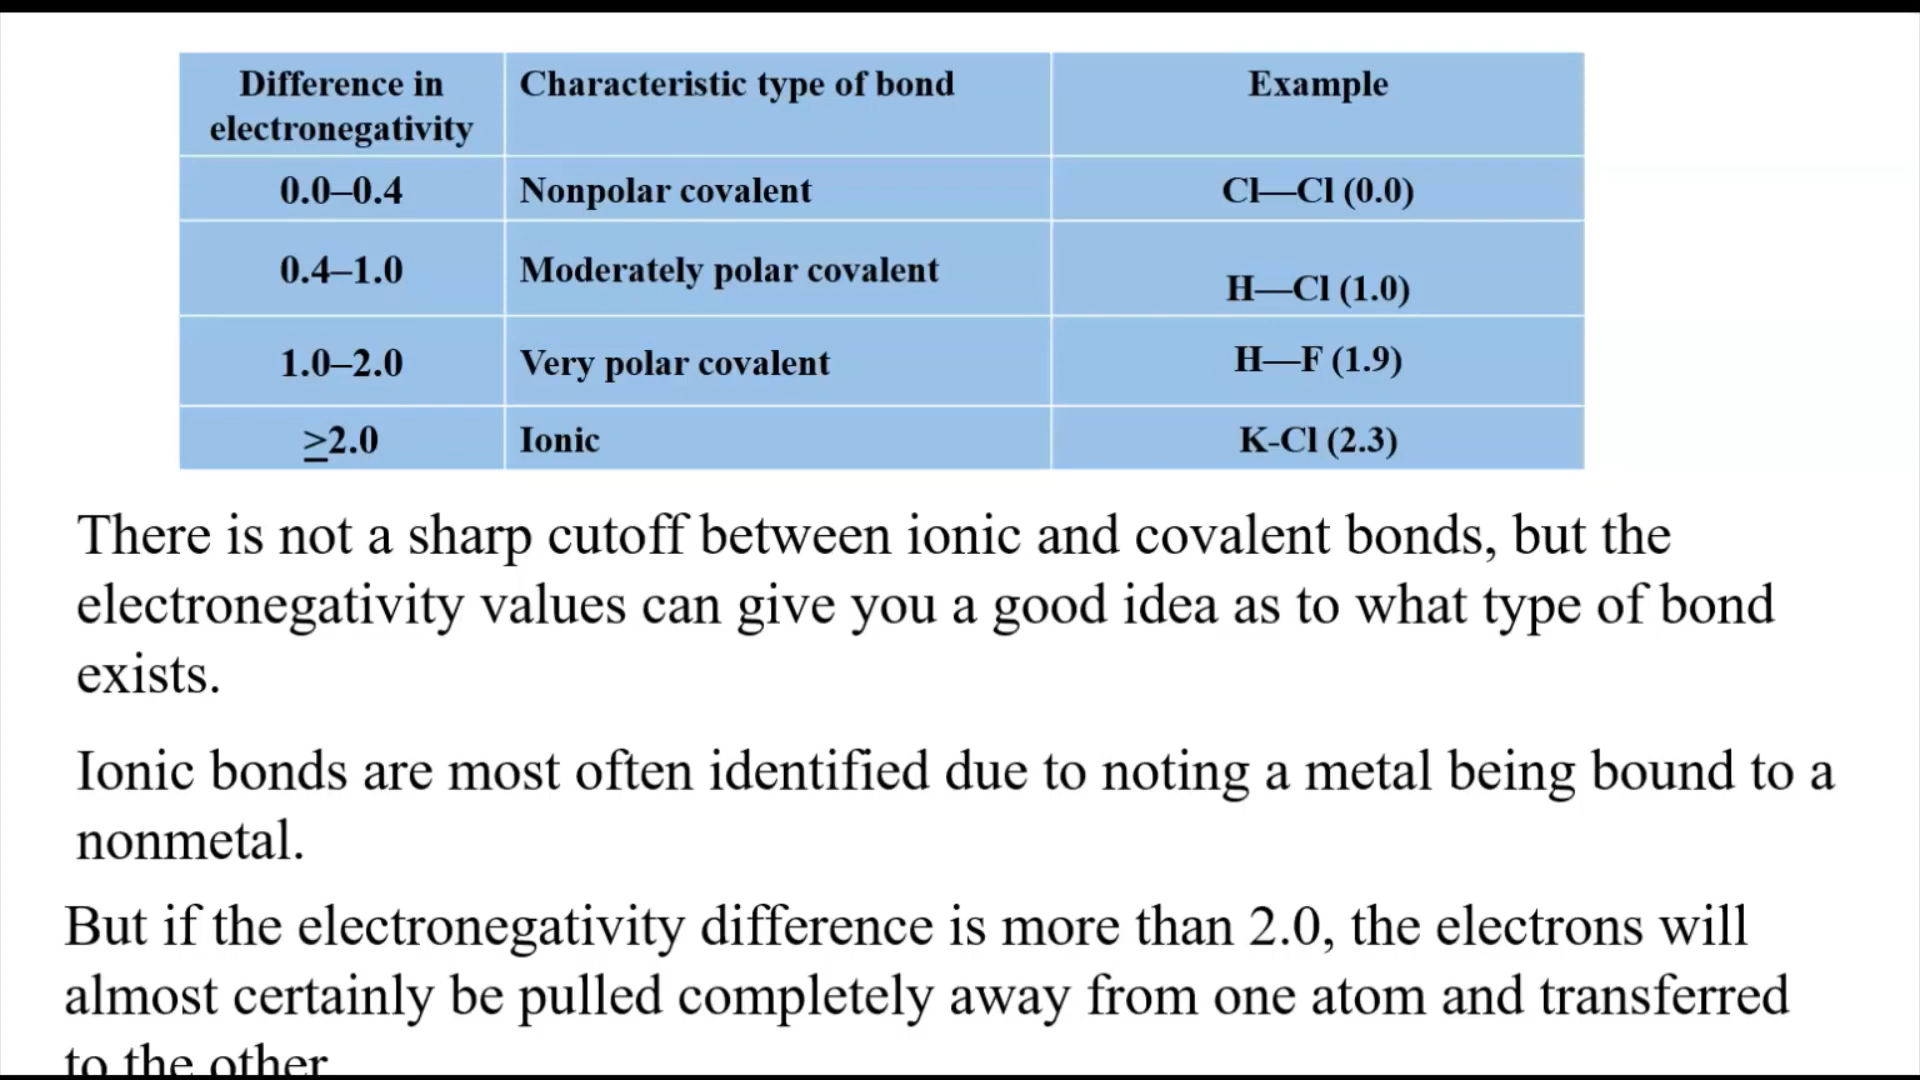 Difference in electronegativity	Characteristic type of bond	Example
0.0–0.4	Nonpolar covalent	Cl—Cl (0.0)
0.4–1.0	Moderately polar covalent	H—Cl (1.0)
1.0–2.0	Very polar covalent	H—F (1.9)
≥2.0	Ionic	K-Cl (2.3)
There is not a sharp cutoff between ionic and covalent bonds, but the
electronegativity values can give you a good idea as to what type of bond
exists.
Ionic bonds are most often identified due to noting a metal being bound to a
nonmetal.
But if the electronegativity difference is more than 2.0, the electrons will
almost certainly be pulled completely away from one atom and transferred
to the other